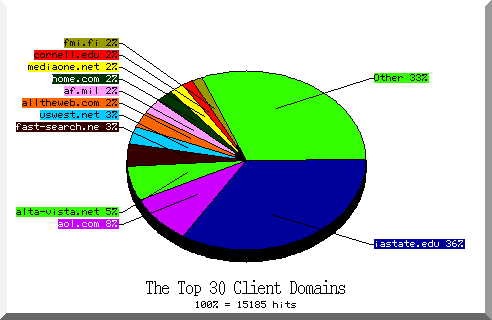 fmi.fi 2%
cornell.edu 2%
mediaone.net 2%
home.com 2%
af.mil 2%
alltheweb.com 2%
uswest.net 3%
fast-search.ne 3%
alta-vista.net 5%
aol.com 8%
Other 33%
iastate.edu 36%
The Top 30 Client Domains
100% = 15185 hits